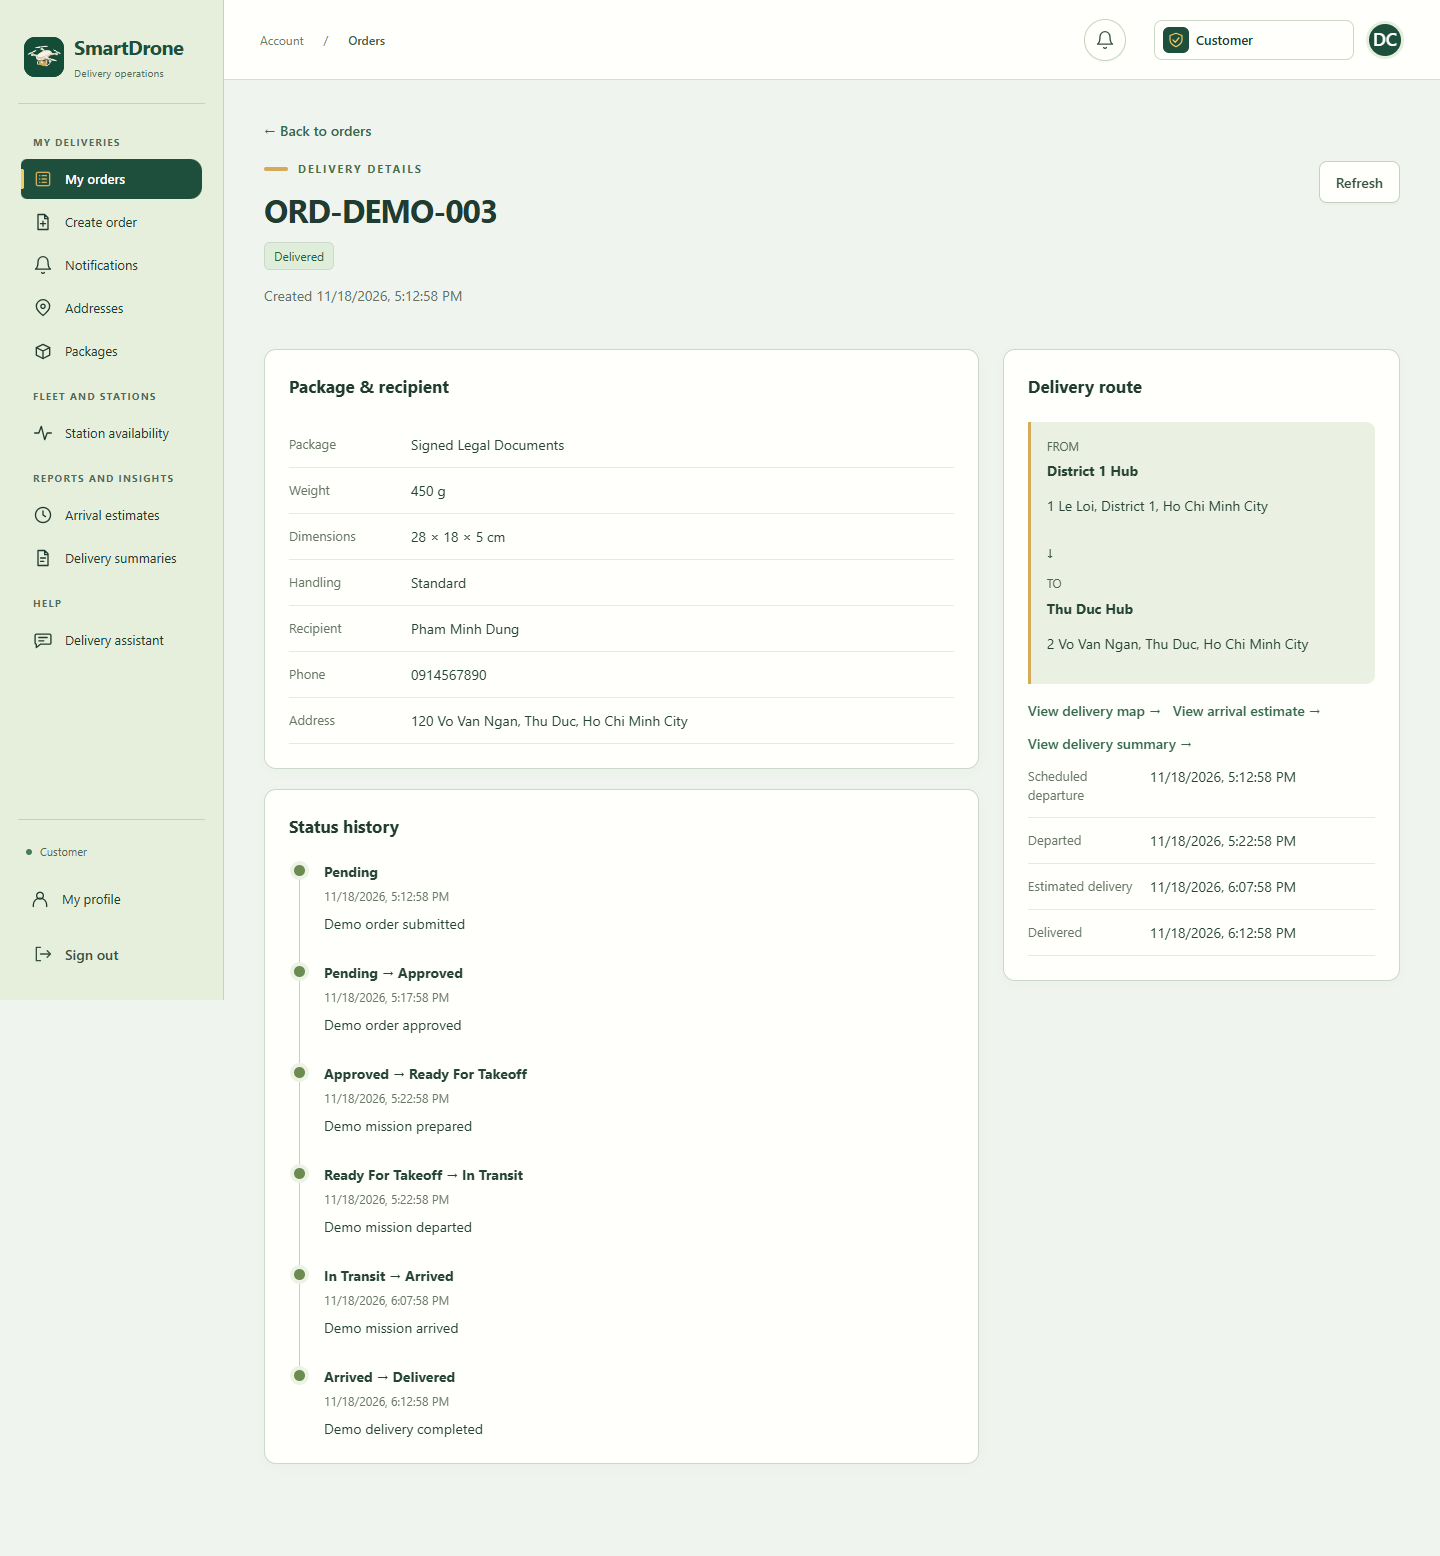 SmartDrone
Delivery operations
MY DELIVERIES
My orders
Create order
Notifications
Addresses
Packages
FLEET AND STATIONS
Station availability
REPORTS AND INSIGHTS
Arrival estimates
Delivery summaries
HELP
Delivery assistant
Customer
My profile
Sign out
Account / Orders
Customer
DC
← Back to orders
DELIVERY DETAILS
ORD-DEMO-003
Delivered
Created 11/18/2026, 5:12:58 PM
Refresh
Package & recipient
Package Signed Legal Documents
Weight 450 g
Dimensions 28 × 18 × 5 cm
Handling Standard
Recipient Pham Minh Dung
Phone 0914567890
Address 120 Vo Van Ngan, Thu Duc, Ho Chi Minh City
Status history
Pending
11/18/2026, 5:12:58 PM
Demo order submitted
Pending → Approved
11/18/2026, 5:17:58 PM
Demo order approved
Approved → Ready For Takeoff
11/18/2026, 5:22:58 PM
Demo mission prepared
Ready For Takeoff → In Transit
11/18/2026, 5:22:58 PM
Demo mission departed
In Transit → Arrived
11/18/2026, 6:07:58 PM
Demo mission arrived
Arrived → Delivered
11/18/2026, 6:12:58 PM
Demo delivery completed
Delivery route
FROM
District 1 Hub
1 Le Loi, District 1, Ho Chi Minh City
↓
TO
Thu Duc Hub
2 Vo Van Ngan, Thu Duc, Ho Chi Minh City
View delivery map → View arrival estimate →
View delivery summary →
Scheduled departure 11/18/2026, 5:12:58 PM
Departed 11/18/2026, 5:22:58 PM
Estimated delivery 11/18/2026, 6:07:58 PM
Delivered 11/18/2026, 6:12:58 PM